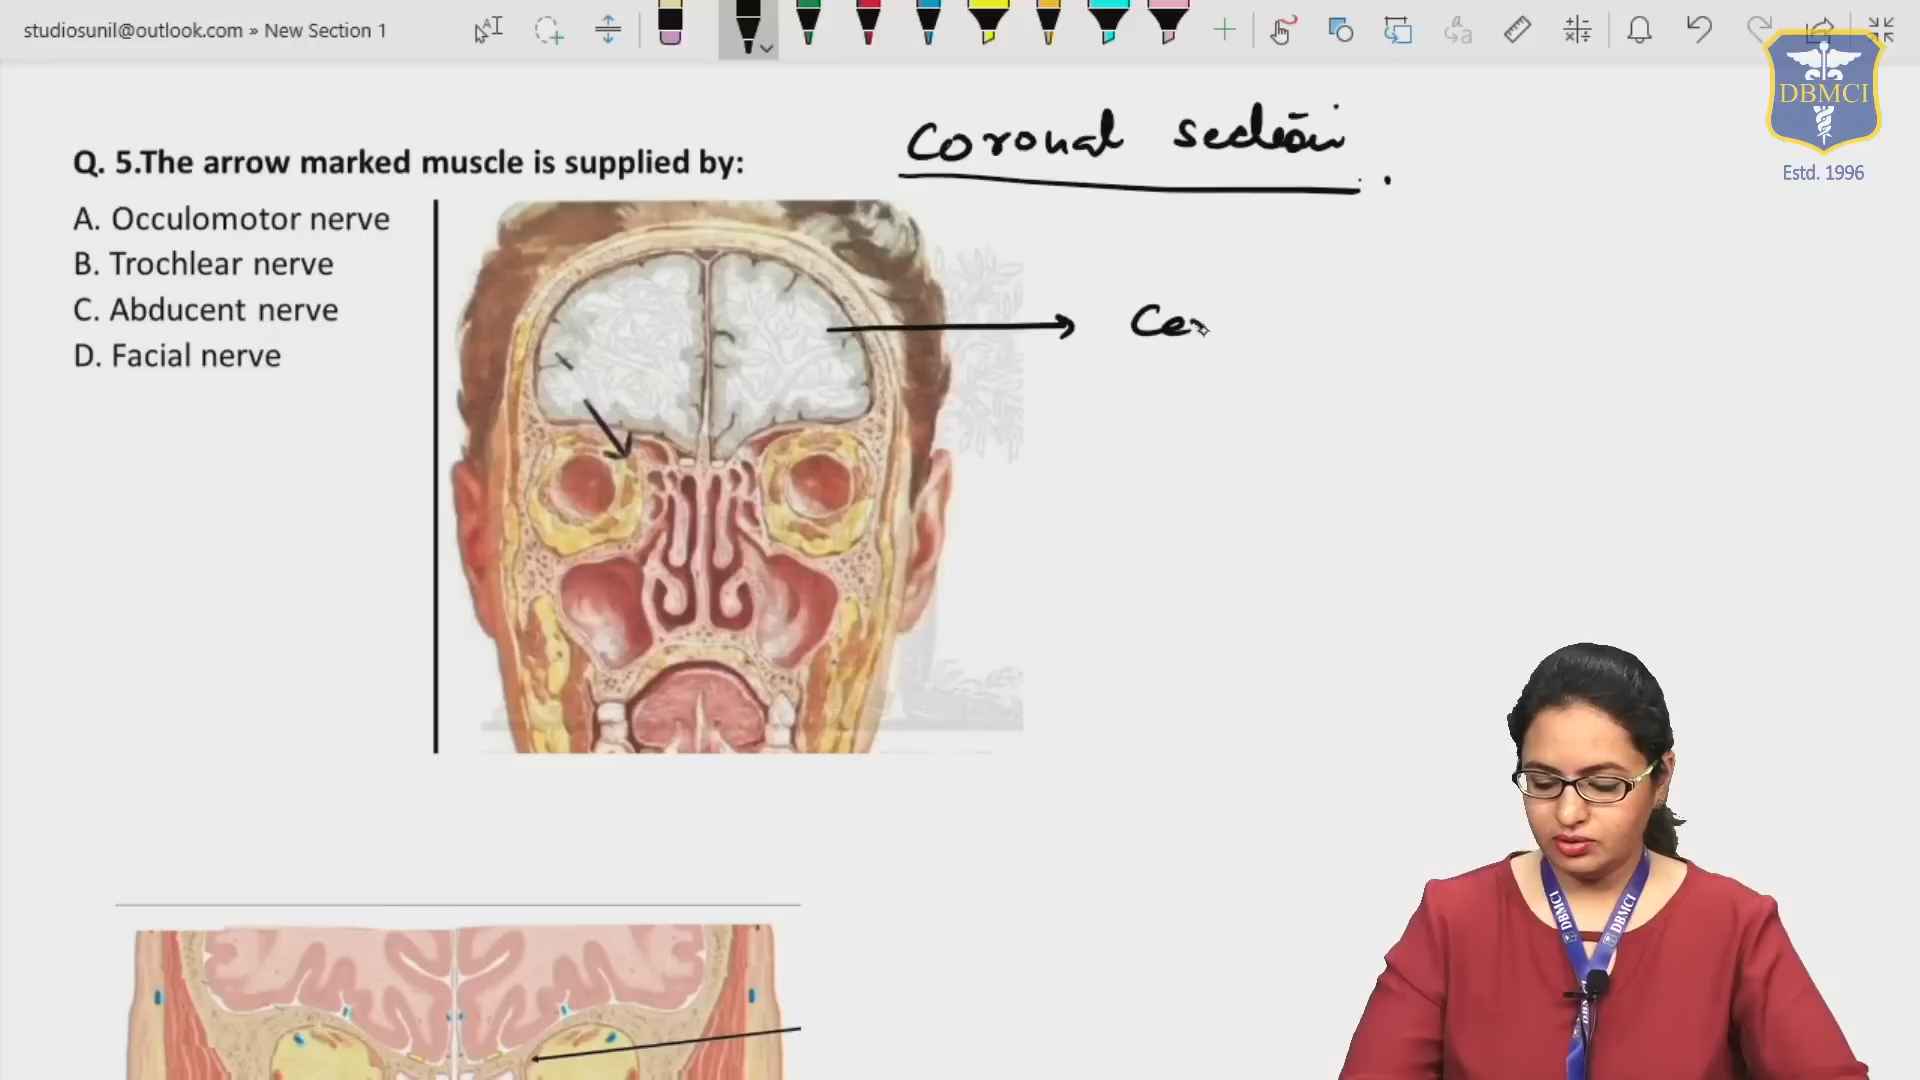 studiosunil@outlook.com » New Section 1
DBMCI
Estd. 1996
Coronal section.
Q. 5.The arrow marked muscle is supplied by:
A. Occulomotor nerve
B. Trochlear nerve
C. Abducent nerve
D. Facial nerve
Cer
DBMCI
DBMCI